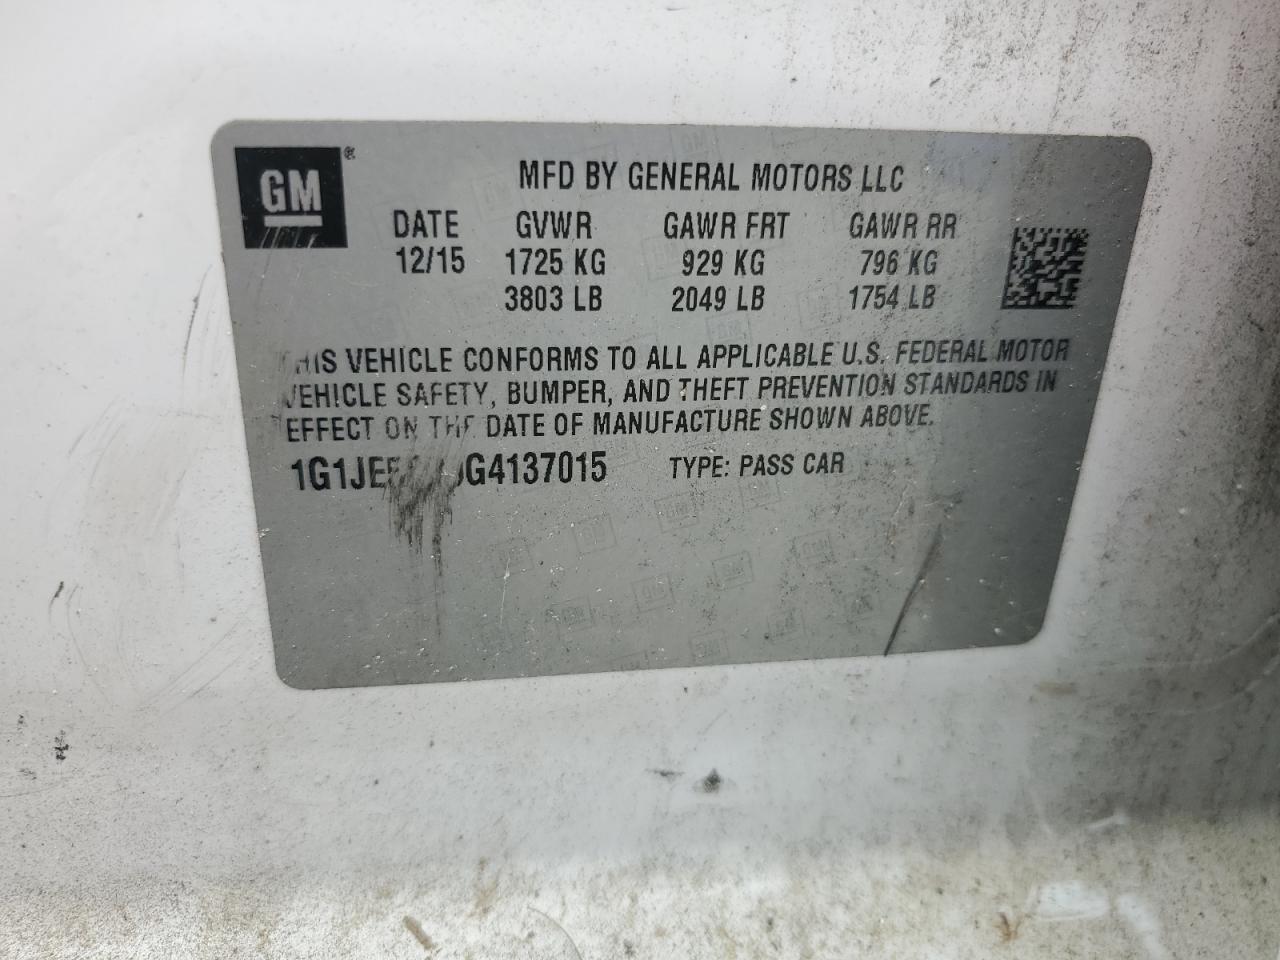 GM ®
MFD BY GENERAL MOTORS LLC
DATE GVWR GAWR FRT GAWR RR
12/15 1725 KG 929 KG 796 KG
3803 LB 2049 LB 1754 LB
THIS VEHICLE CONFORMS TO ALL APPLICABLE U.S. FEDERAL MOTOR
VEHICLE SAFETY, BUMPER, AND THEFT PREVENTION STANDARDS IN
EFFECT ON THE DATE OF MANUFACTURE SHOWN ABOVE.
TYPE: PASS CAR